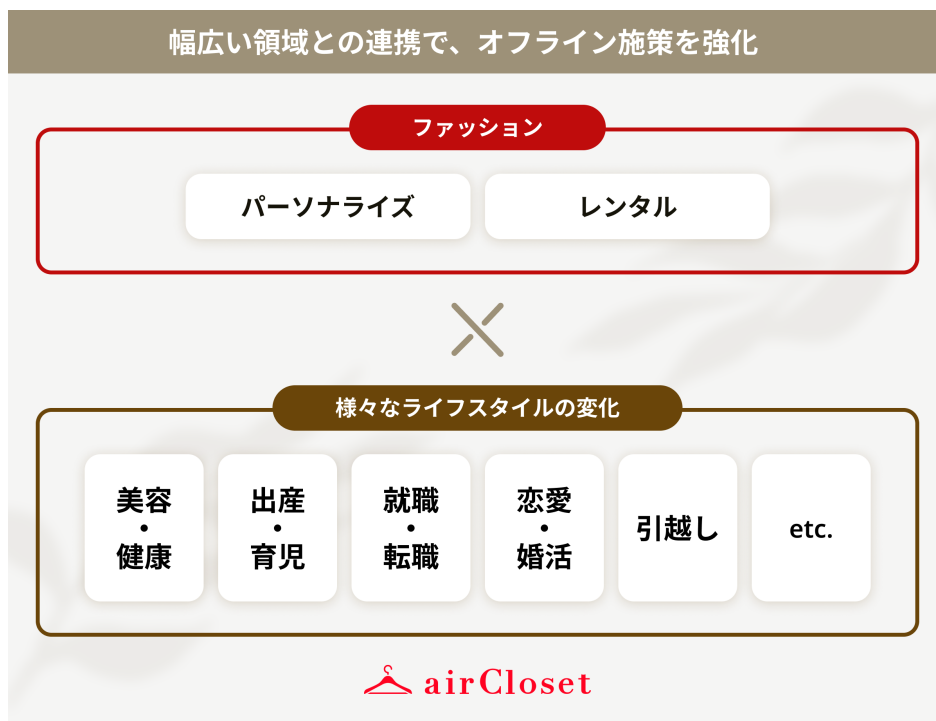 幅広い領域との連携で、オフライン施策を強化
ファッション
パーソナライズ
レンタル
様々なライフスタイルの変化
美容
・
健康
出産
・
育児
就職
・
転職
恋愛
・
婚活
引越し
etc.
airCloset